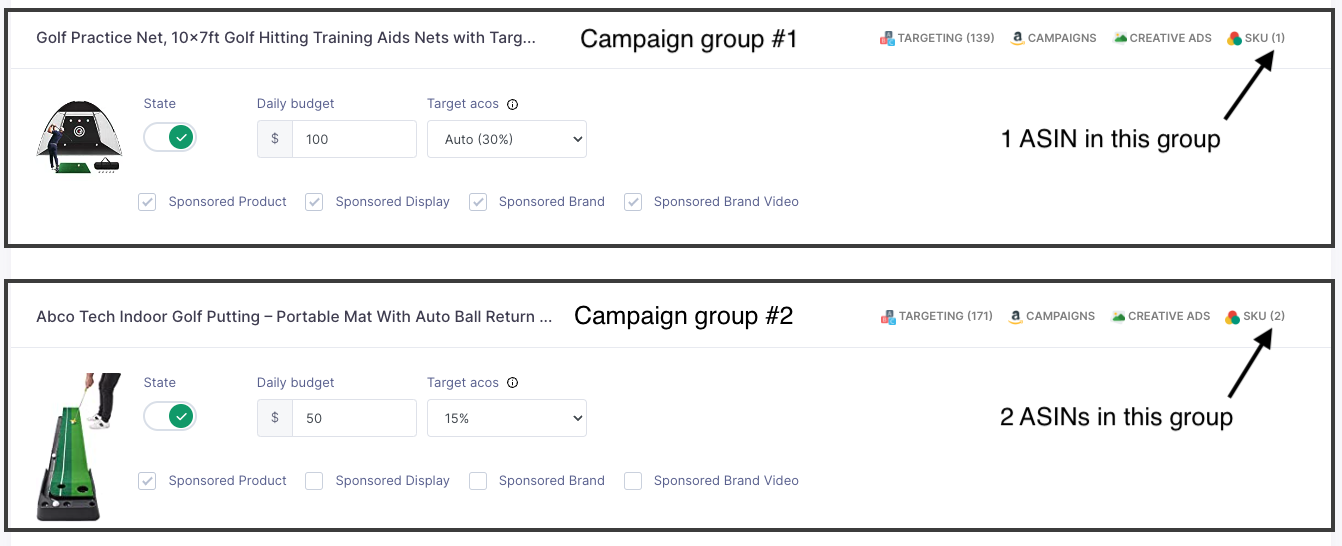 Golf Practice Net, 10×7ft Golf Hitting Training Aids Nets with Targ... Campaign group #1 TARGETING (139) CAMPAIGNS CREATIVE ADS SKU (1)
State Daily budget Target acos
$ 100 Auto (30%)
1 ASIN in this group
Sponsored Product Sponsored Display Sponsored Brand Sponsored Brand Video
Abco Tech Indoor Golf Putting – Portable Mat With Auto Ball Return ... Campaign group #2 TARGETING (171) CAMPAIGNS CREATIVE ADS SKU (2)
State Daily budget Target acos
$ 50 15%
2 ASINs in this group
Sponsored Product Sponsored Display Sponsored Brand Sponsored Brand Video